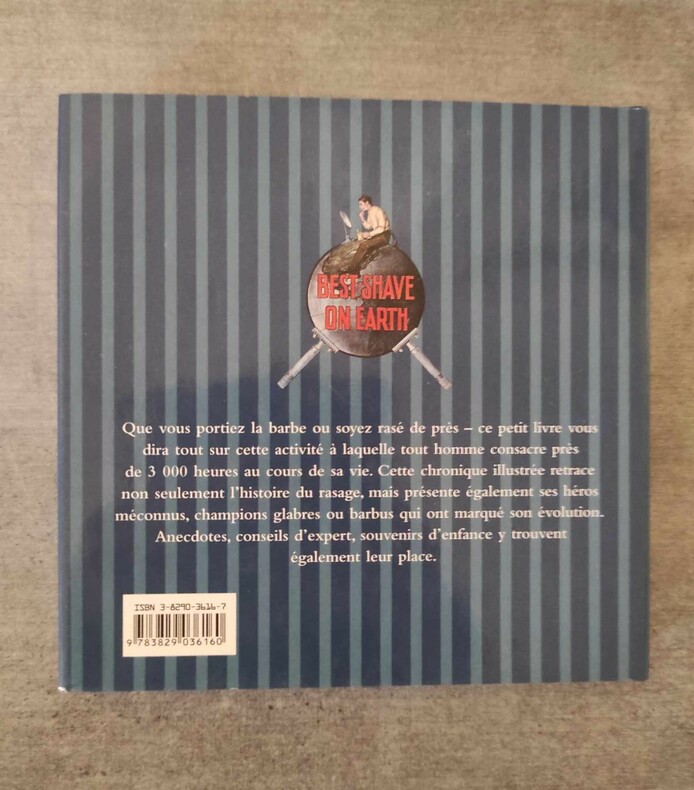 BEST SHAVE
ON EARTH
Que vous portiez la barbe ou soyez rasé de près – ce petit livre vous
dira tout sur cette activité à laquelle tout homme consacre près
de 3 000 heures au cours de sa vie. Cette chronique illustrée retrace
non seulement l'histoire du rasage, mais présente également ses héros
méconnus, champions glabres ou barbus qui ont marqué son évolution.
Anecdotes, conseils d'expert, souvenirs d'enfance y trouvent
également leur place.
ISBN 3-8290-3616-7
9 783829 036160